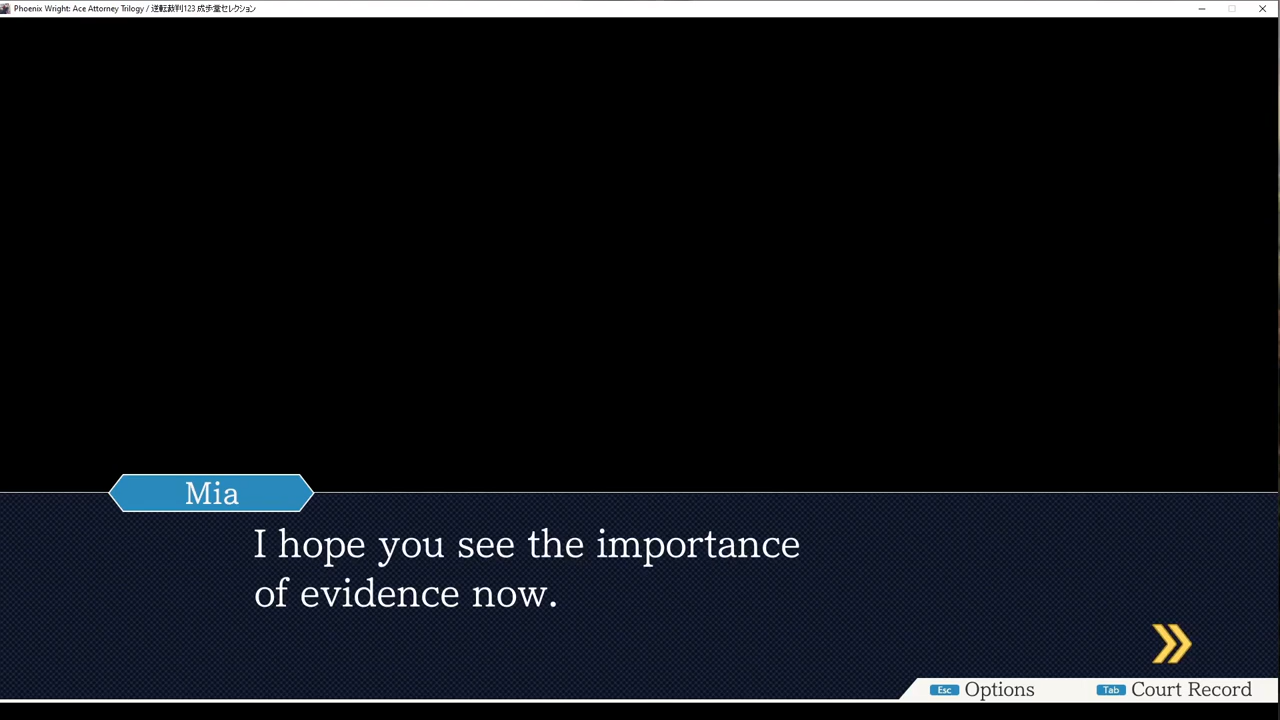 Phoenix Wright: Ace Attorney Trilogy / 逆転裁判123 成歩堂セレクション
Mia
I hope you see the importance
of evidence now.
Esc Options Tab Court Record